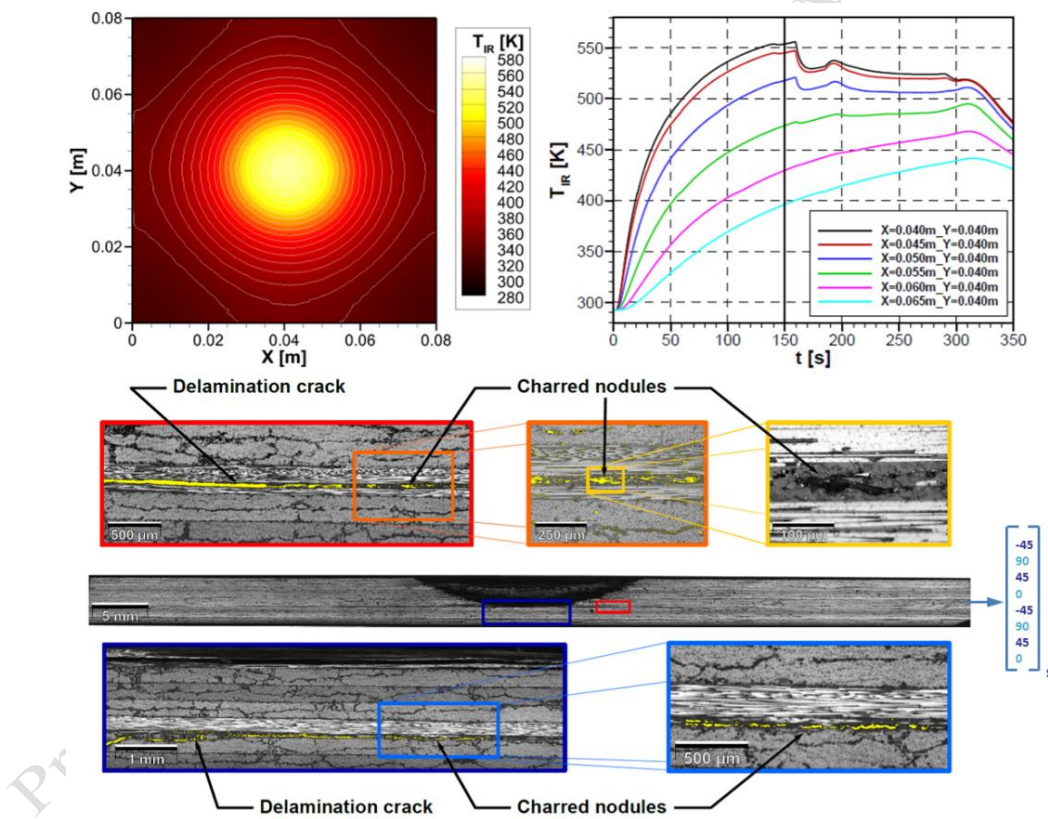 0.08
0.06
0.04
0.02
0
0
0.02
0.04
0.06
0.08
Y [m]
X [m]
T_IR [K]
580
560
540
520
500
480
460
440
420
400
380
360
340
320
300
280
550
500
450
400
350
300
0
50
100
150
200
250
300
350
T_IR [K]
t [s]
X=0.040m_Y=0.040m
X=0.045m_Y=0.040m
X=0.050m_Y=0.040m
X=0.055m_Y=0.040m
X=0.060m_Y=0.040m
X=0.065m_Y=0.040m
Delamination crack
Charred nodules
500 µm
250 µm
100 µm
5 mm
-45
90
45
0
-45
90
45
0
1 mm
500 µm
Delamination crack
Charred nodules